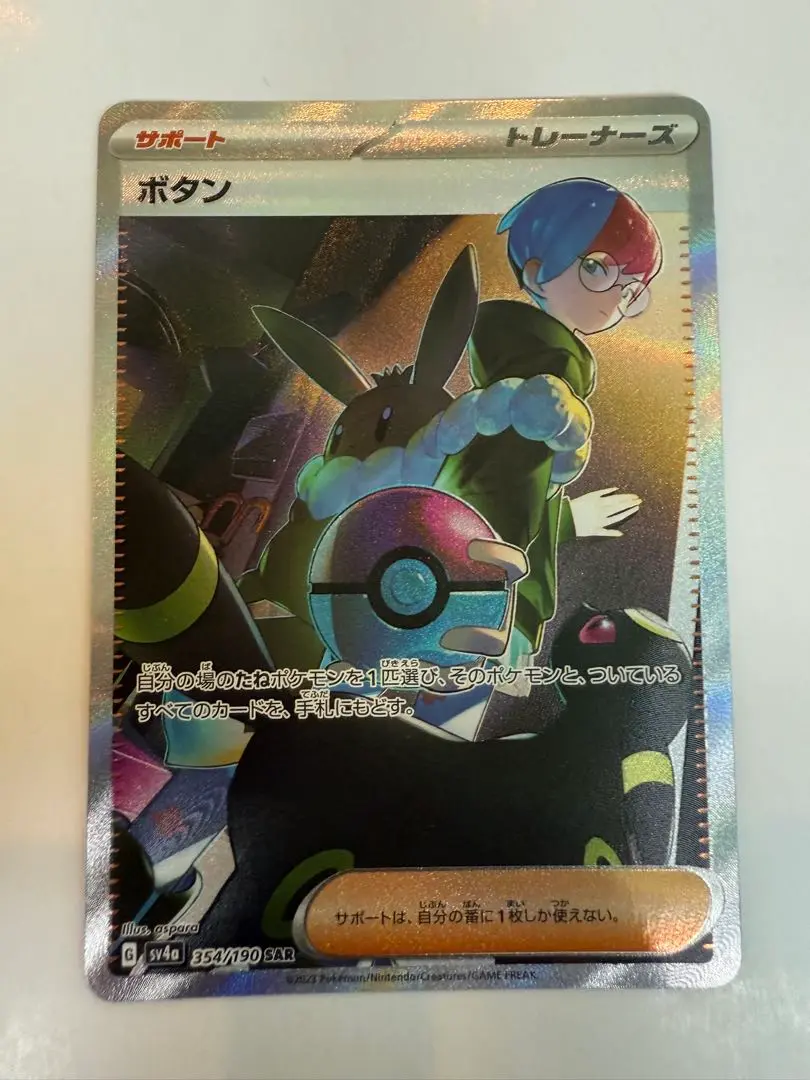 サポート トレーナーズ
ボタン
自分の場のたねポケモンを1匹選び、そのポケモンと、ついている
すべてのカードを、手札にもどす。
サポートは、自分の番に1枚しか使えない。
Illus. aspara
G sv4a 354/190 SAR
©2023 Pokémon/Nintendo/Creatures/GAME FREAK.